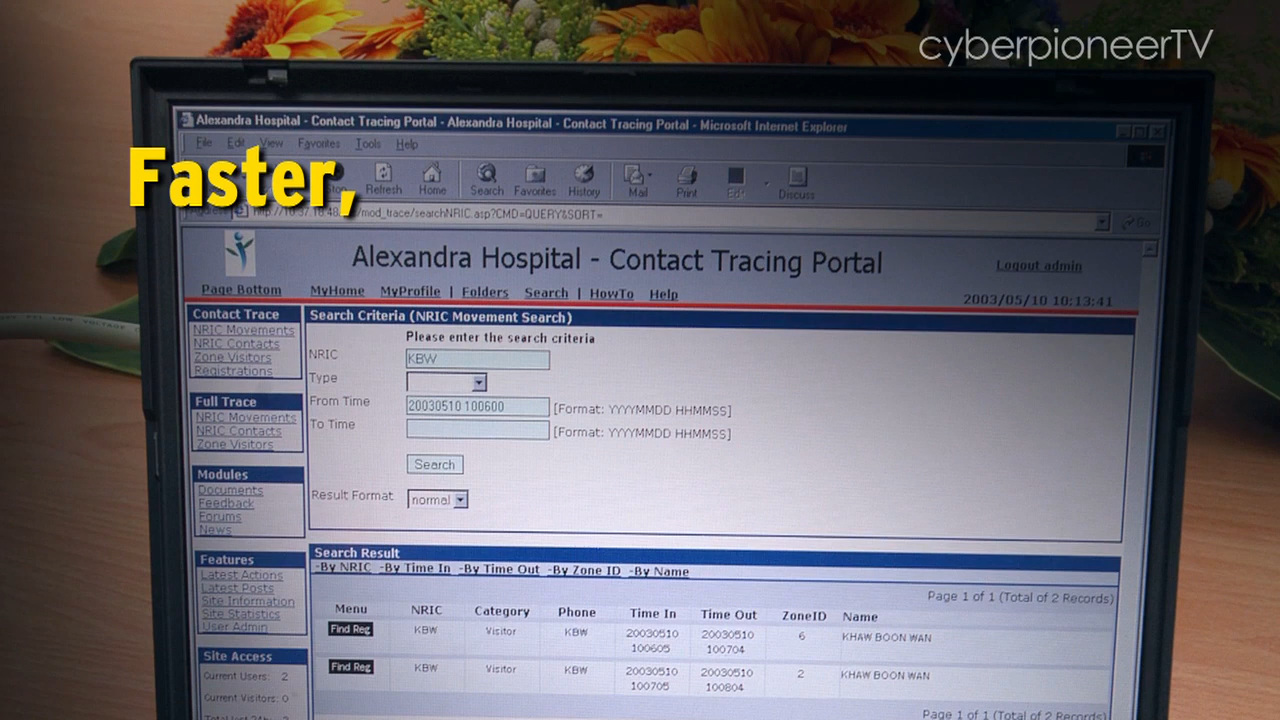 cyberpioneerTV
Alexandra Hospital - Contact Tracing Portal - Alexandra Hospital - Contact Tracing Portal - Microsoft Internet Explorer
File Edit View Favorites Tools Help
Faster,
Stop Refresh Home Search Favorites History Mail Print Edit Discuss
/mod_trace/searchNRIC.asp?CMD=QUERY&SORT= Go
Alexandra Hospital - Contact Tracing Portal
Logout admin
Page Bottom MyHome MyProfile | Folders Search | HowTo Help
2003/05/10 10:13:41
Contact Trace
NRIC Movements
NRIC Contacts
Zone Visitors
Registrations
Full Trace
NRIC Movements
NRIC Contacts
Zone Visitors
Modules
Documents
Feedback
Forums
News
Features
Latest Actions
Latest Posts
Site Information
Site Statistics
User Admin
Site Access
Current Users: 2
Current Visitors: 0
Search Criteria (NRIC Movement Search)
Please enter the search criteria
NRIC KBW
Type
From Time 20030510 100600 [Format: YYYYMMDD HHMMSS]
To Time [Format: YYYYMMDD HHMMSS]
Search
Result Format normal
Search Result
-By NRIC -By Time In -By Time Out -By Zone ID -By Name
Page 1 of 1 (Total of 2 Records)
Menu NRIC Category Phone Time In Time Out ZoneID Name
Find Reg KBW Visitor KBW 20030510 100605 20030510 100704 6 KHAW BOON WAN
Find Reg KBW Visitor KBW 20030510 100705 20030510 100804 2 KHAW BOON WAN
Page 1 of 1 (Total of 2 Records)